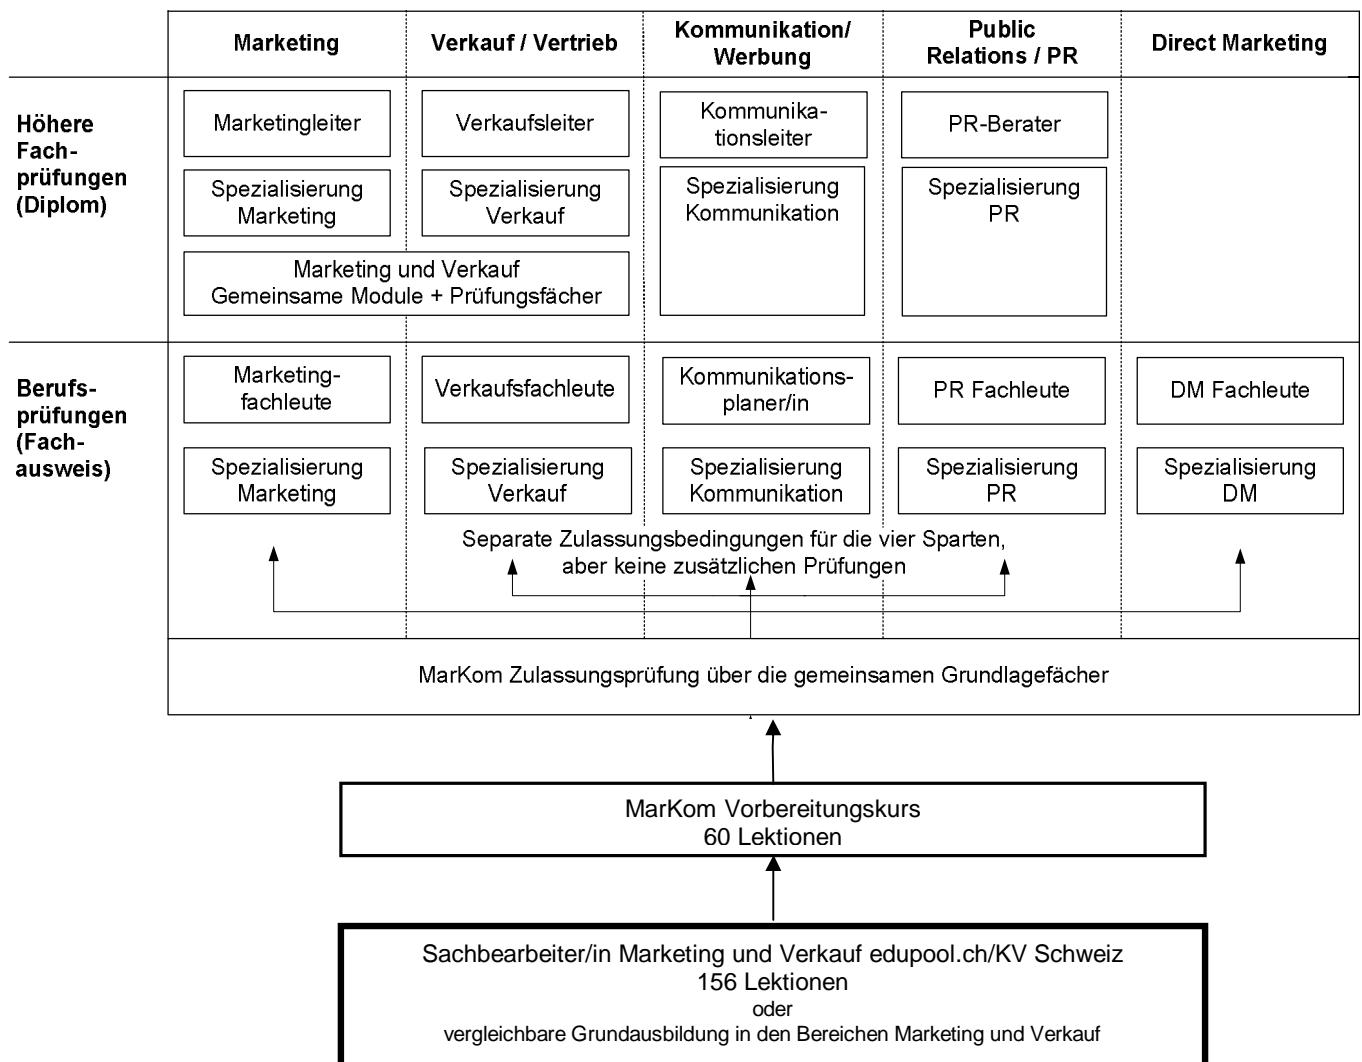 Marketing
Verkauf / Vertrieb
Kommunikation/
Werbung
Public
Relations / PR
Direct Marketing
Höhere
Fach-
prüfungen
(Diplom)
Marketingleiter
Verkaufsleiter
Kommunika-
tionsleiter
PR-Berater
Spezialisierung
Marketing
Spezialisierung
Verkauf
Spezialisierung
Kommunikation
Spezialisierung
PR
Marketing und Verkauf
Gemeinsame Module + Prüfungsfächer
Berufs-
prüfungen
(Fach-
ausweis)
Marketing-
fachleute
Verkaufsfachleute
Kommunikations-
planer/in
PR Fachleute
DM Fachleute
Spezialisierung
Marketing
Spezialisierung
Verkauf
Spezialisierung
Kommunikation
Spezialisierung
PR
Spezialisierung
DM
Separate Zulassungsbedingungen für die vier Sparten,
aber keine zusätzlichen Prüfungen
MarKom Zulassungsprüfung über die gemeinsamen Grundlagefächer
MarKom Vorbereitungskurs
60 Lektionen
Sachbearbeiter/in Marketing und Verkauf edupool.ch/KV Schweiz
156 Lektionen
oder
vergleichbare Grundausbildung in den Bereichen Marketing und Verkauf